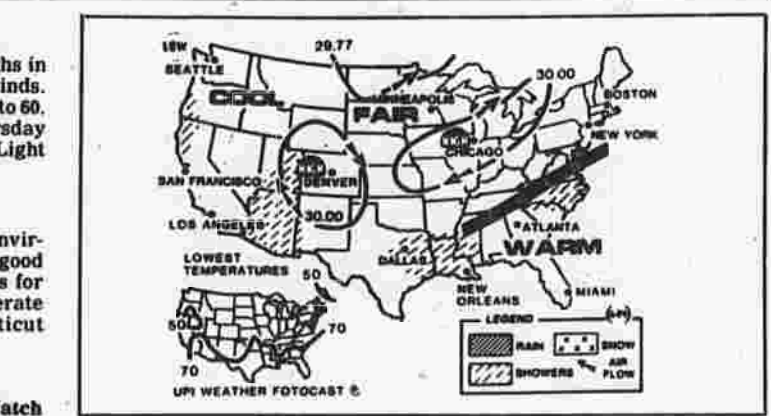 hs in
inds.
to 60.
rsday
Light
nvir-
good
s for
erate
ticut
atch
29.77
30.00
SEATTLE
COOL
MINNEAPOLIS
FAIR
BOSTON
NEW YORK
CHICAGO
SAN FRANCISCO
DENVER
30.00
LOS ANGELES
ATLANTA
WARM
DALLAS
LOWEST
TEMPERATURES
50
NEW
ORLEANS
MIAMI
50
70
70
LEGEND
RAIN
SNOW
SHOWERS
AIR
FLOW
UPI WEATHER FOTOCAST ®